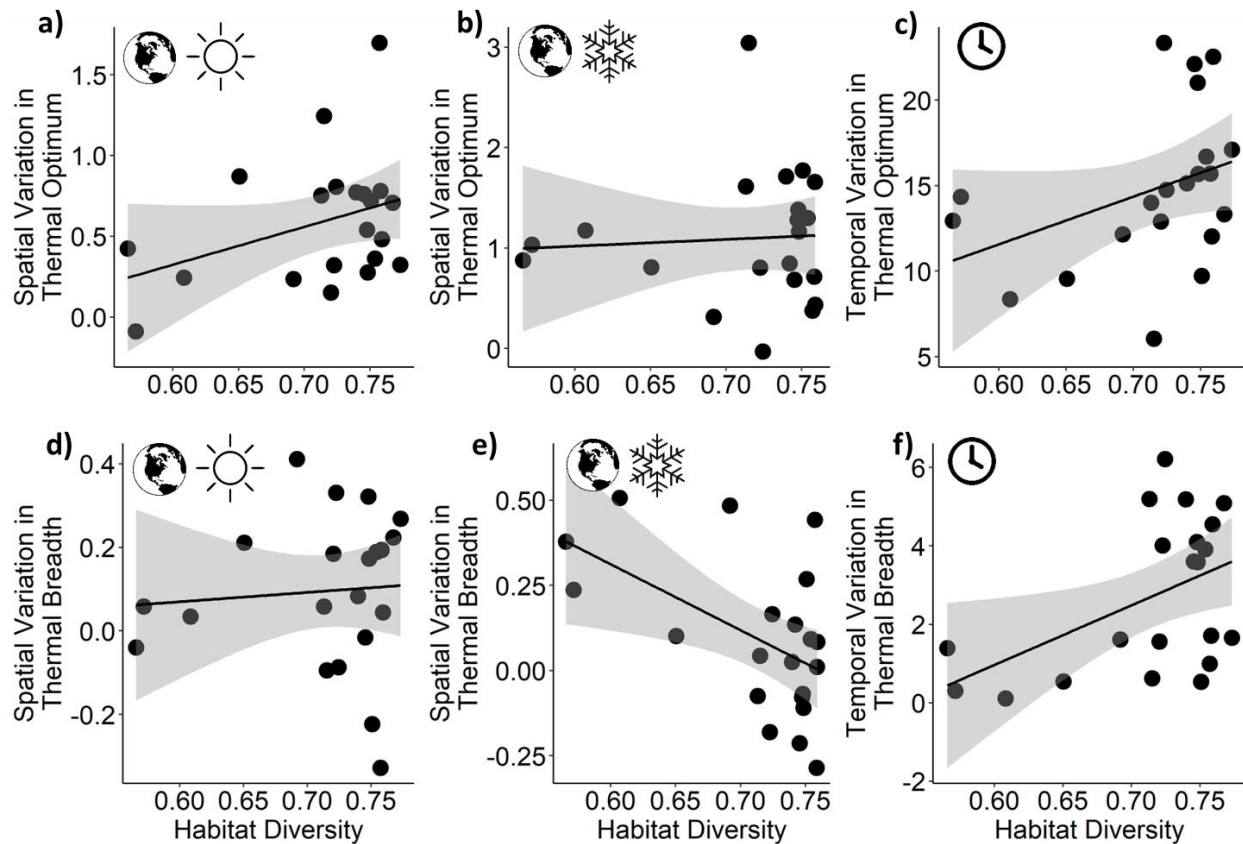 a)
Spatial Variation in
Thermal Optimum
1.5
1.0
0.5
0.0
0.60 0.65 0.70 0.75
b)
Spatial Variation in
Thermal Optimum
3
2
1
0
0.60 0.65 0.70 0.75
c)
Temporal Variation in
Thermal Optimum
20
15
10
5
0.60 0.65 0.70 0.75
d)
Spatial Variation in
Thermal Breadth
0.4
0.2
0.0
-0.2
0.60 0.65 0.70 0.75
Habitat Diversity
e)
Spatial Variation in
Thermal Breadth
0.50
0.25
0.00
-0.25
0.60 0.65 0.70 0.75
Habitat Diversity
f)
Temporal Variation in
Thermal Breadth
6
4
2
0
-2
0.60 0.65 0.70 0.75
Habitat Diversity